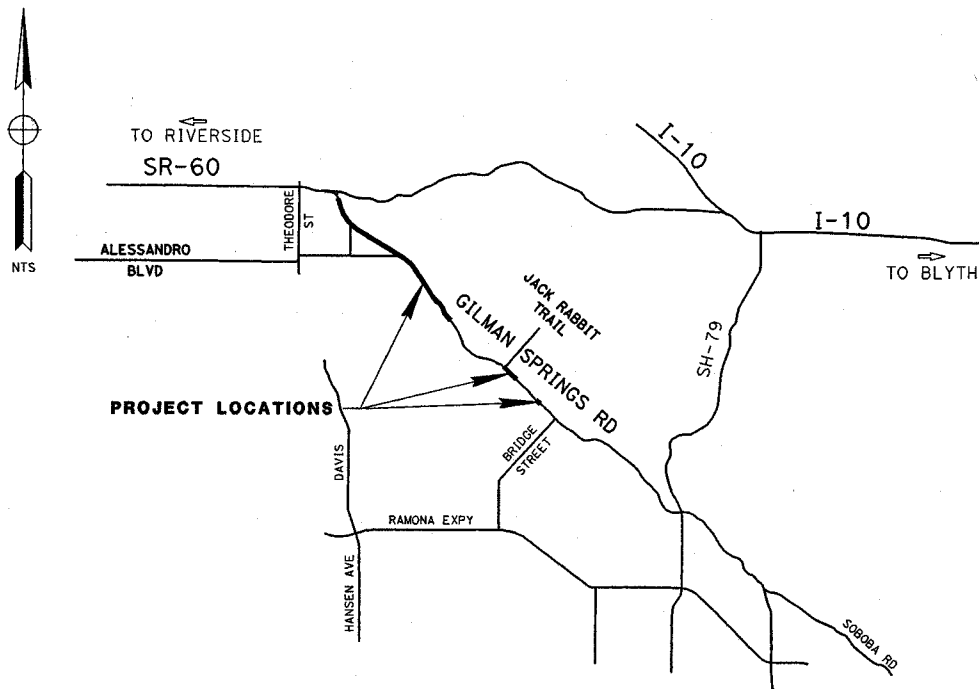 TO RIVERSIDE
SR-60
I-10
I-10
TO BLYTH
THEODORE
ST
ALESSANDRO
BLVD
NTS
JACK RABBIT
TRAIL
GILMAN SPRINGS RD
SH-79
PROJECT LOCATIONS
BRIDGE
STREET
DAVIS
RAMONA EXPY
HANSEN AVE
SOBOBA RD